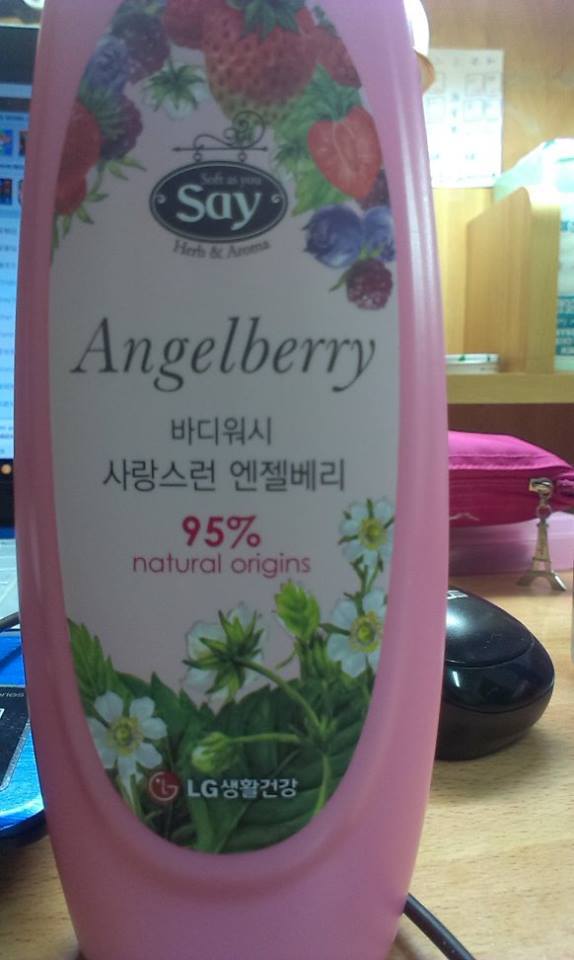 Soft as you
Say
Herb & Aroma
Angelberry
바디워시
사랑스런 엔젤베리
95%
natural origins
LG생활건강